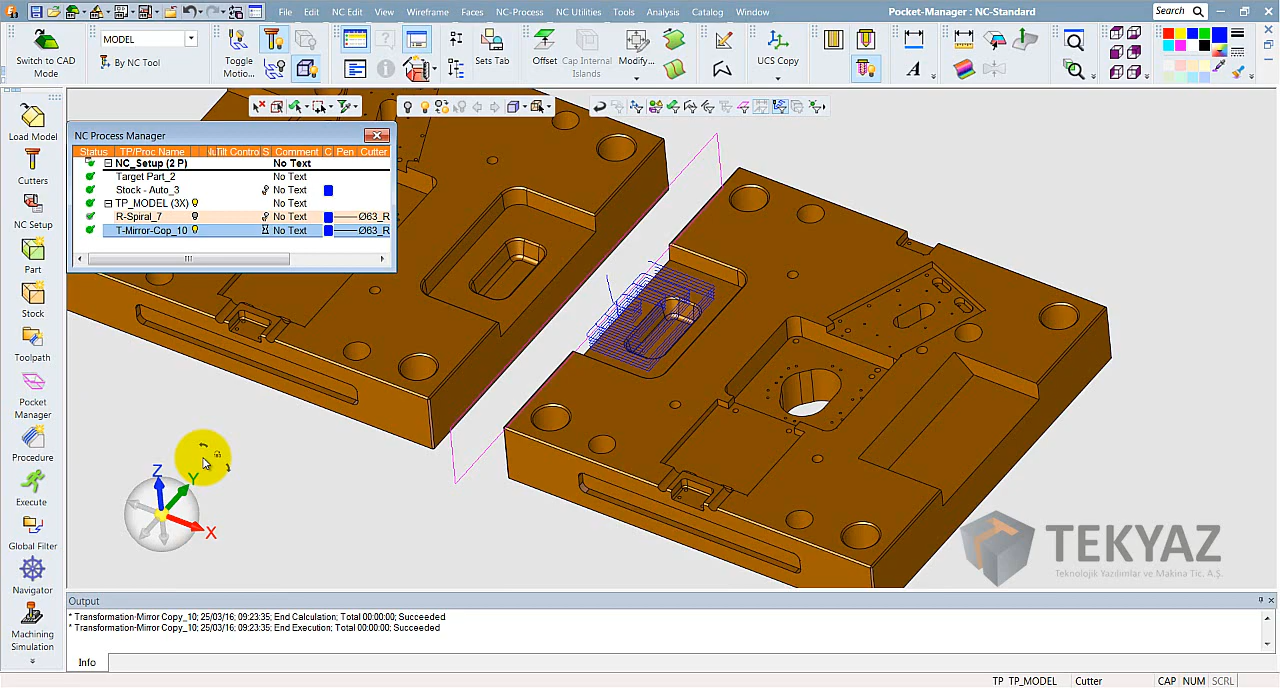 File Edit NC Edit View Wireframe Faces NC-Process NC Utilities Tools Analysis Catalog Window
Pocket-Manager : NC-Standard
Search
Switch to CAD
Mode
MODEL
By NC Tool
Toggle
Motio...
Sets Task
Offset
Cap Internal
Islands
Modify...
UCS Copy
A
Load Model
Cutters
NC Setup
Part
Stock
Toolpath
Pocket
Manager
Procedure
Execute
Global Filter
Navigator
Machining
Simulation
NC Process Manager
Status TP/Proc Name Tilt Contro S Comment C Pen Cutter
NC_Setup (2 P) No Text
Target Part_2 No Text
Stock - Auto_3 No Text
TP_MODEL (3X) No Text
R-Spiral_7 No Text Ø63_R
T-Mirror-Cop_10 No Text Ø63_R
Z
Y
X
TEKYAZ
Teknolojik Yazılımlar ve Makina Tic. A.Ş.
Output
* Transformation-Mirror Copy_10; 25/03/16; 09:23:35; End Calculation; Total 00:00:00; Succeeded
* Transformation-Mirror Copy_10; 25/03/16; 09:23:35; End Execution; Total 00:00:00; Succeeded
Info
TP TP_MODEL Cutter CAP NUM SCRL